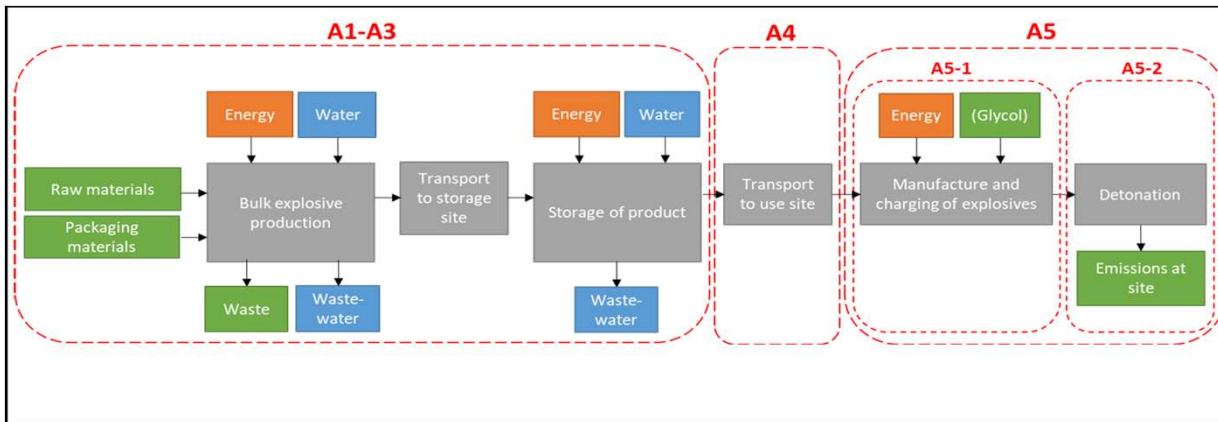 A1-A3
A4
A5
A5-1
A5-2
Energy
Water
Energy
Water
Energy
(Glycol)
Raw materials
Packaging
materials
Bulk explosive
production
Transport
to storage
site
Storage of product
Transport
to use site
Manufacture and
charging of explosives
Detonation
Waste
Waste-
water
Waste-
water
Emissions at
site